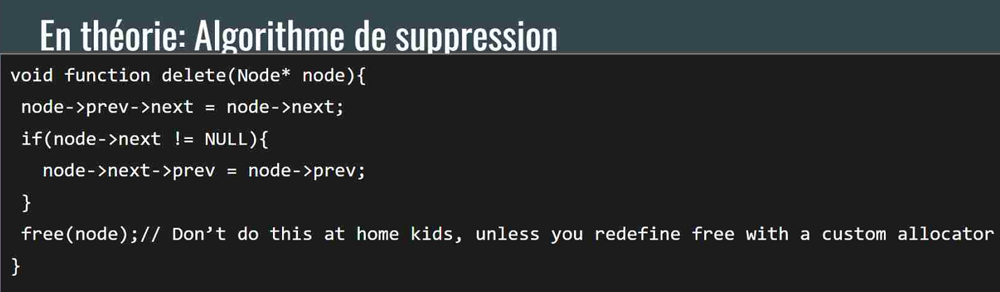 En théorie: Algorithme de suppression
void function delete(Node* node){
node->prev->next = node->next;
if(node->next != NULL){
node->next->prev = node->prev;
}
free(node);// Don’t do this at home kids, unless you redefine free with a custom allocator
}